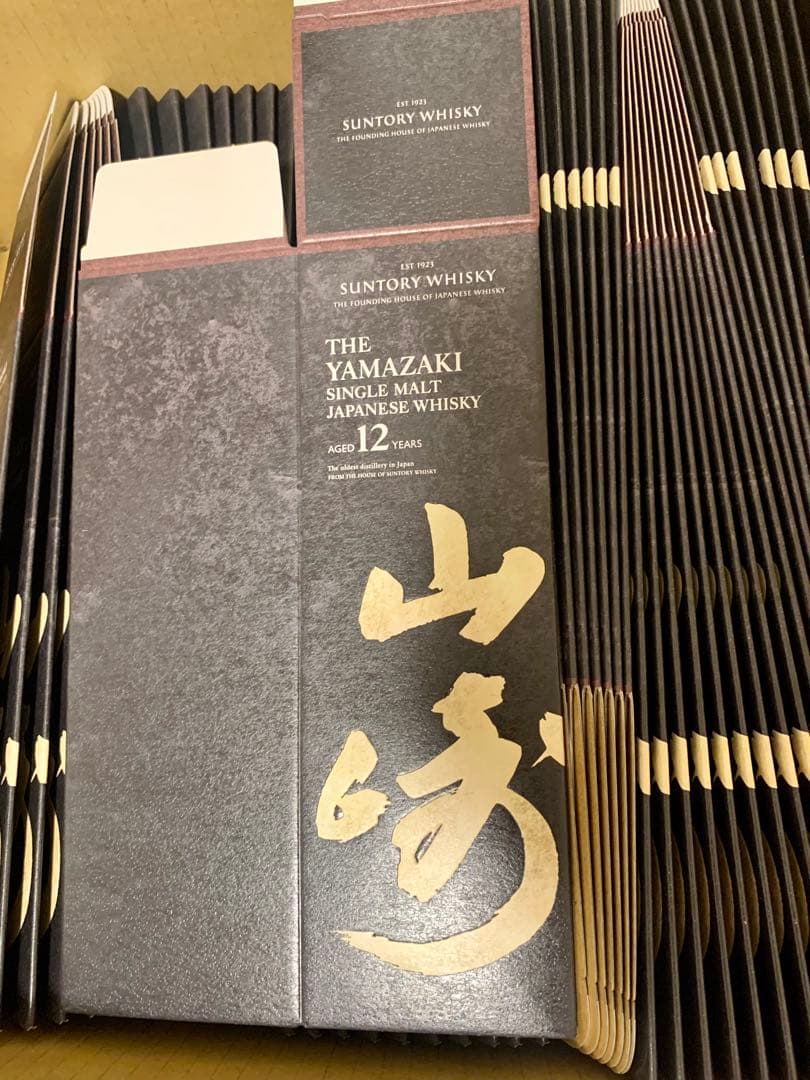 EST 1923
SUNTORY WHISKY
THE FOUNDING HOUSE OF JAPANESE WHISKY
EST 1923
SUNTORY WHISKY
THE FOUNDING HOUSE OF JAPANESE WHISKY
THE
YAMAZAKI
SINGLE MALT
JAPANESE WHISKY
AGED 12 YEARS
The oldest distillery in Japan
FROM THE HOUSE OF SUNTORY WHISKY
山
崎